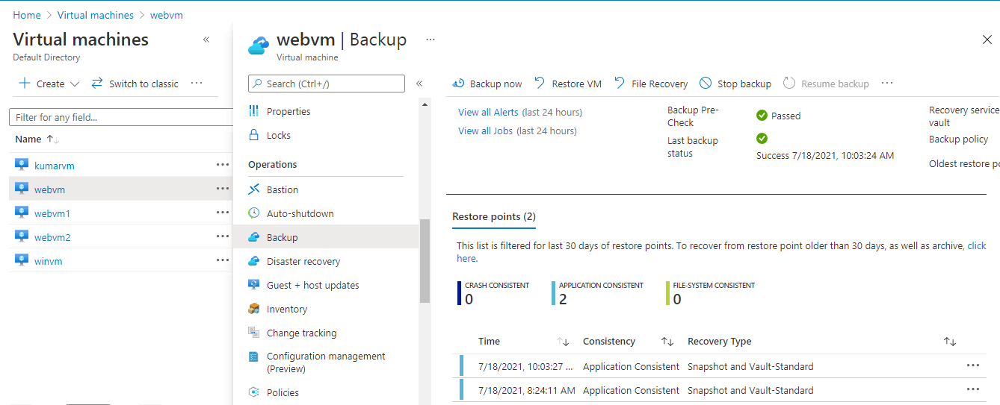 Home > Virtual machines > webvm
Virtual machines
Default Directory
Create
Switch to classic
Filter for any field...
Name
kumarvm
webvm
webvm1
webvm2
winvm
webvm | Backup
Virtual machine
Search (Ctrl+/)
Properties
Locks
Operations
Bastion
Auto-shutdown
Backup
Disaster recovery
Guest + host updates
Inventory
Change tracking
Configuration management
(Preview)
Policies
Backup now
Restore VM
File Recovery
Stop backup
Resume backup
View all Alerts (last 24 hours)
View all Jobs (last 24 hours)
Backup Pre-
Check
Passed
Last backup
status
Success 7/18/2021, 10:03:24 AM
Recovery service
vault
Backup policy
Oldest restore po
Restore points (2)
This list is filtered for last 30 days of restore points. To recover from restore point older than 30 days, as well as archive, click
here.
CRASH CONSISTENT
0
APPLICATION CONSISTENT
2
FILE-SYSTEM CONSISTENT
0
Time Consistency Recovery Type
7/18/2021, 10:03:27 ... Application Consistent Snapshot and Vault-Standard
7/18/2021, 8:24:11 AM Application Consistent Snapshot and Vault-Standard